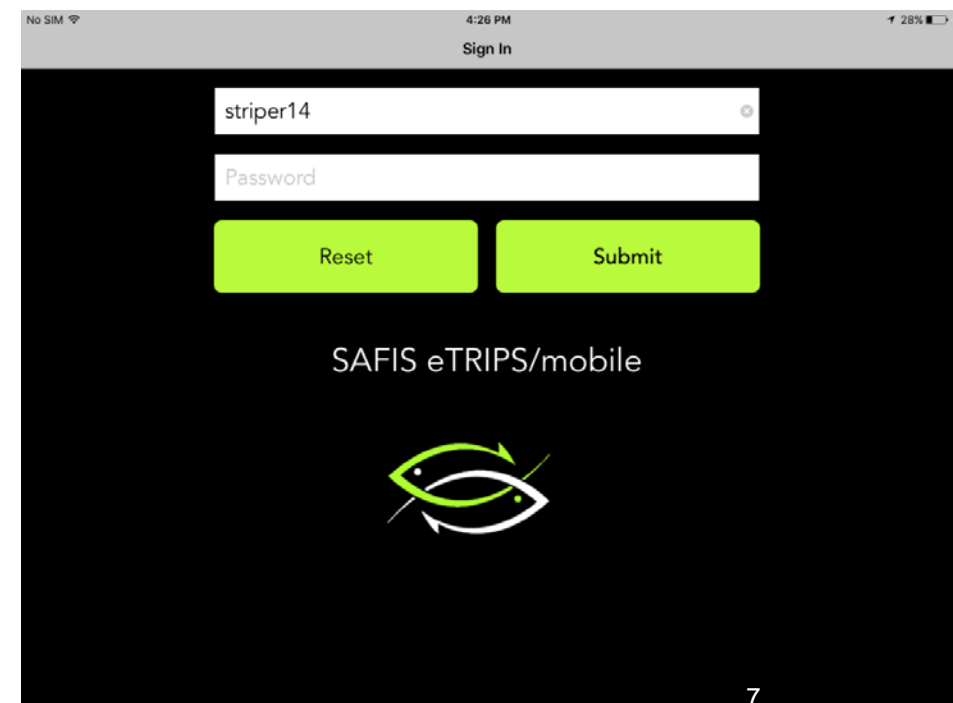 No SIM 4:26 PM 28%
Sign In
striper14
Password
Reset Submit
SAFIS eTRIPS/mobile
7